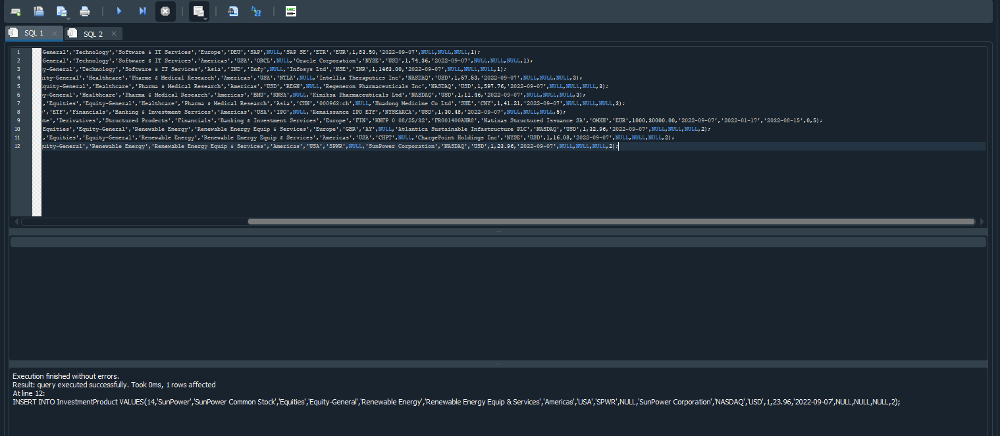 SQL 1
SQL 2
1 General','Technology','Software & IT Services','Europe','DEU','SAP',NULL,'SAP SE','ETR','EUR',1,83.50,'2022-09-07',NULL,NULL,NULL,1);
2 General','Technology','Software & IT Services','Americas','USA','ORCL',NULL,'Oracle Corporation','NYSE','USD',1,74.36,'2022-09-07',NULL,NULL,NULL,1);
3 y-General','Technology','Software & IT Services','Asia','IND','Infy',NULL,'Infosys Ltd','NSE','INR',1,1463.00,'2022-09-07',NULL,NULL,NULL,1);
4 uity-General','Healthcare','Pharme & Medical Research','Americas','USA','NTLA',NULL,'Intellia Theraputics Inc','NASDAQ','USD',1,57.53,'2022-09-07',NULL,NULL,NULL,3);
5 quity-General','Healthcare','Pharma & Medical Research','Americas','USD','REGN',NULL,'Regeneron Pharmaceuticals Inc','NASDAQ','USD',1,597.76,'2022-09-07',NULL,NULL,NULL,3);
6 y-General','Healthcare','Pharma & Medical Research','Americas','BMU','KNSA',NULL,'Kiniksa Pharmaceuticals Ltd','NASDAQ','USD',1,11.46,'2022-09-07',NULL,NULL,NULL,3);
7 ,'Equities','Equity-General','Healthcare','Pharma & Medical Research','Asia','CHN','000963:ch',NULL,'Huadong Medicine Co Ltd','SHE','CNY',1,41.21,'2022-09-07',NULL,NULL,NULL,3);
8 ','ETF','Financials','Banking & Investment Services','Americas','USA','IPO',NULL,'Renaissance IPO ETF','NYSEARCA','USD',1,30.48,'2022-09-07',NULL,NULL,NULL,5);
9 te','Derivatives','Structured Prodects','Financials','Banking & Investment Services','Europe','FIN','KNFP 0 08/25/32','FR001400AHR8','Natixas Structured Issuance SA','OMXH','EUR',1000,30000.00,'2022-09-07','2022-01-17','2032-08-15',0,5);
10 Equities','Equity-General','Renewable Energy','Renewable Energy Equip & Services','Europe','GBR','AY',NULL,'Atlantica Sustainable Infastructure PLC','NASDAQ','USD',1,32.96,'2022-09-07',NULL,NULL,NULL,2);
11 ,'Equities','Equity-General','Renewable Energy','Renewable Energy Equip & Services','Americas','USA','CHPT',NULL,'ChargePoint Holdings Inc','NYSE','USD',1,16.08,'2022-09-07',NULL,NULL,NULL,2);
12 quity-General','Renewable Energy','Renewable Energy Equip & Services','Americas','USA','SPWR',NULL,'SunPower Corporation','NASDAQ','USD',1,23.96,'2022-09-07',NULL,NULL,NULL,2);
Execution finished without errors.
Result: query executed successfully. Took 0ms, 1 rows affected
At line 12:
INSERT INTO InvestmentProduct VALUES(14,'SunPower','SunPower Common Stock','Equities','Equity-General','Renewable Energy','Renewable Energy Equip & Services','Americas','USA','SPWR',NULL,'SunPower Corporation','NASDAQ','USD',1,23.96,'2022-09-07',NULL,NULL,NULL,2);